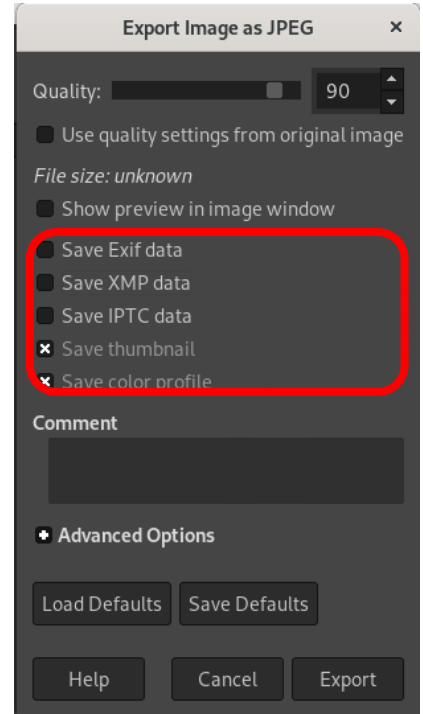 Export Image as JPEG ×
Quality: 90
Use quality settings from original image
File size: unknown
Show preview in image window
Save Exif data
Save XMP data
Save IPTC data
Save thumbnail
Save color profile
Comment
Advanced Options
Load Defaults Save Defaults
Help Cancel Export